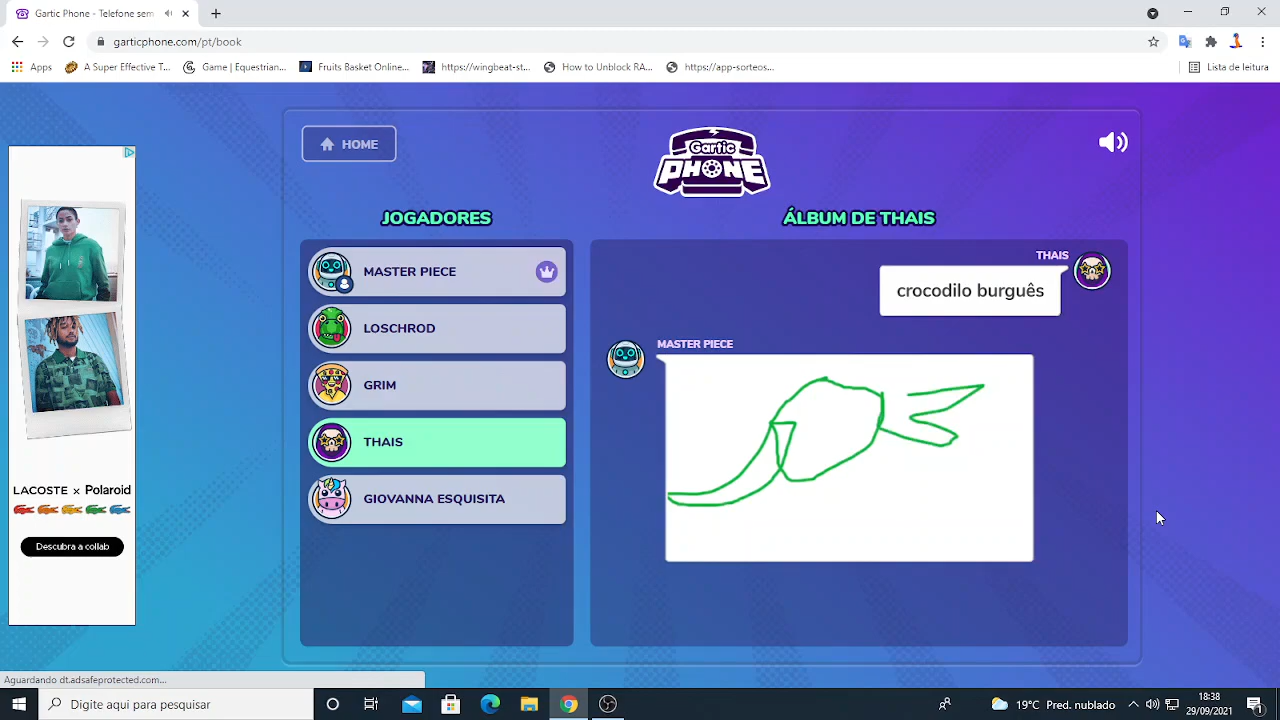 Gartic Phone - Telefone sem
garticphone.com/pt/book
Apps
A Super Effective T...
Game | Equestrian...
Fruits Basket Online...
https://wingbeat-st...
How to Unblock RA...
https://app-sorteos...
Lista de leitura
HOME
Gartic
PHONE
JOGADORES
ÁLBUM DE THAIS
MASTER PIECE
LOSCHROD
GRIM
THAIS
GIOVANNA ESQUISITA
THAIS
crocodilo burguês
MASTER PIECE
LACOSTE x Polaroid
Descubra a collab
Aguardando dt.adsafeprotected.com...
Digite aqui para pesquisar
19°C Pred. nublado
18:38
29/09/2021
1